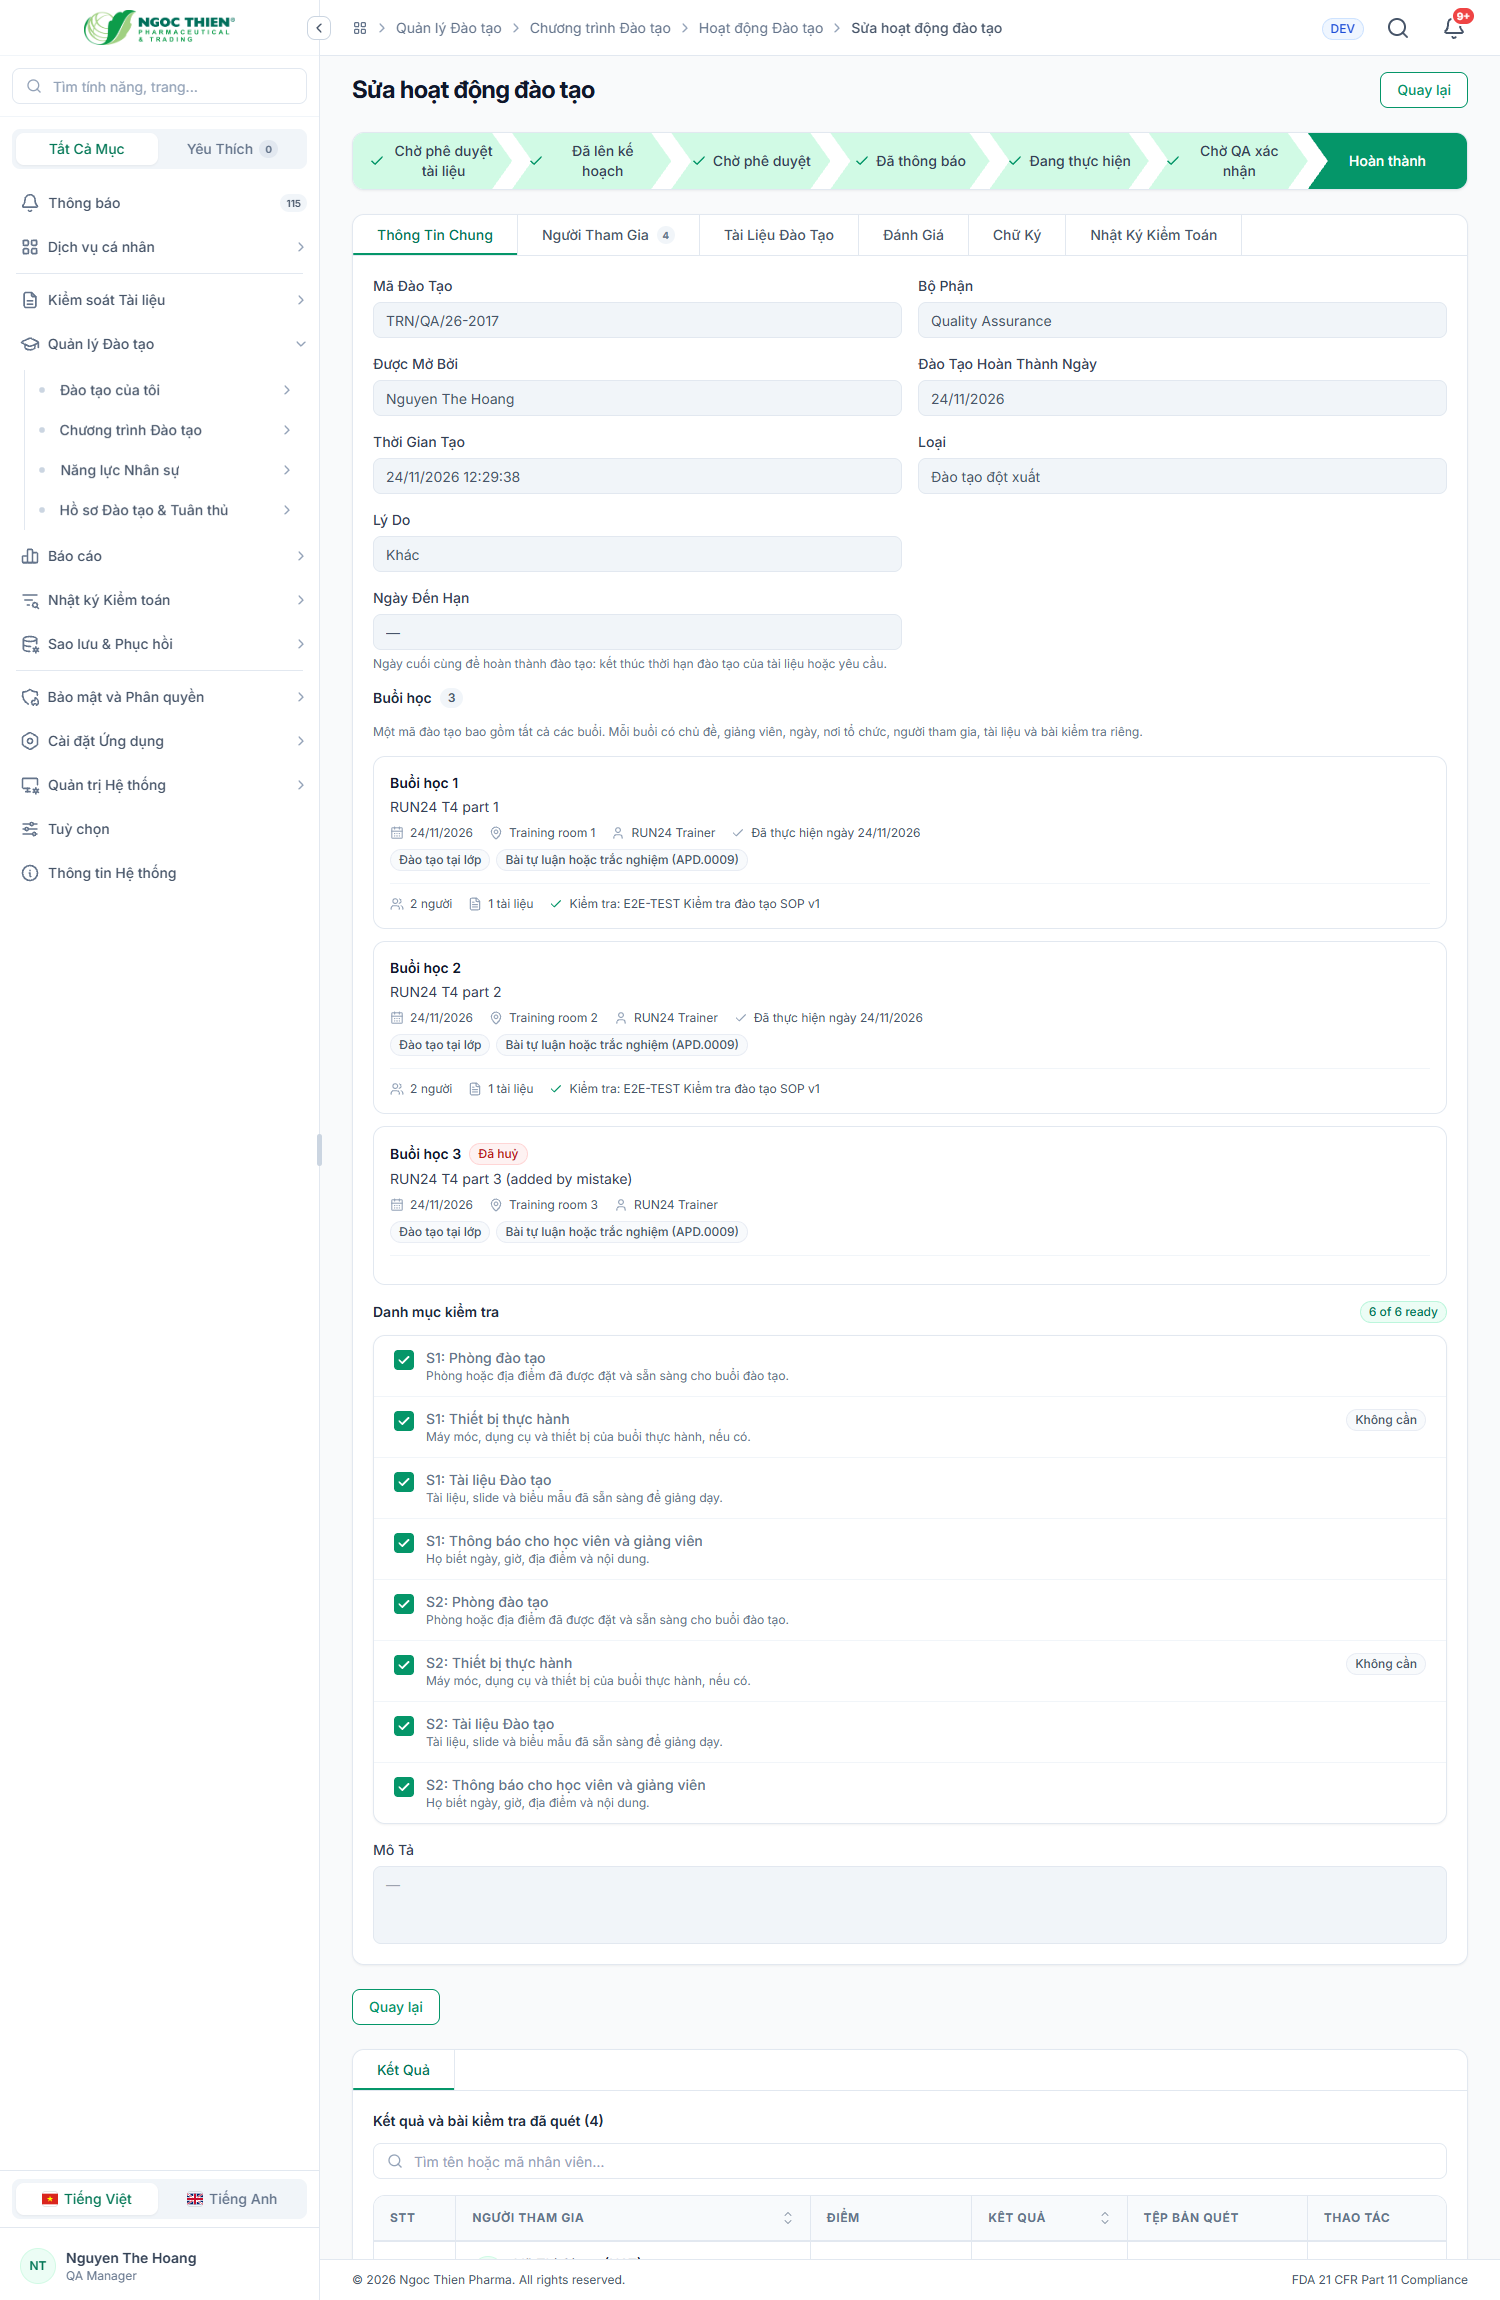 NGOC THIEN®
PHARMACEUTICAL
& TRADING
Quản lý Đào tạo
Chương trình Đào tạo
Hoạt động Đào tạo
Sửa hoạt động đào tạo
DEV
9+
Tìm tính năng, trang...
Tất Cả Mục
Yêu Thích 0
Thông báo 115
Dịch vụ cá nhân
Kiểm soát Tài liệu
Quản lý Đào tạo
Đào tạo của tôi
Chương trình Đào tạo
Năng lực Nhân sự
Hồ sơ Đào tạo & Tuân thủ
Báo cáo
Nhật ký Kiểm toán
Sao lưu & Phục hồi
Bảo mật và Phân quyền
Cài đặt Ứng dụng
Quản trị Hệ thống
Tuỳ chọn
Thông tin Hệ thống
Tiếng Việt
Tiếng Anh
NT
Nguyen The Hoang
QA Manager
Sửa hoạt động đào tạo
Quay lại
Chờ phê duyệt
tài liệu
Đã lên kế
hoạch
Chờ phê duyệt
Đã thông báo
Đang thực hiện
Chờ QA xác
nhận
Hoàn thành
Thông Tin Chung
Người Tham Gia 4
Tài Liệu Đào Tạo
Đánh Giá
Chữ Ký
Nhật Ký Kiểm Toán
Mã Đào Tạo
TRN/QA/26-2017
Bộ Phận
Quality Assurance
Được Mở Bởi
Nguyen The Hoang
Đào Tạo Hoàn Thành Ngày
24/11/2026
Thời Gian Tạo
24/11/2026 12:29:38
Loại
Đào tạo đột xuất
Lý Do
Khác
Ngày Đến Hạn
—
Ngày cuối cùng để hoàn thành đào tạo: kết thúc thời hạn đào tạo của tài liệu hoặc yêu cầu.
Buổi học 3
Một mã đào tạo bao gồm tất cả các buổi. Mỗi buổi có chủ đề, giảng viên, ngày, nơi tổ chức, người tham gia, tài liệu và bài kiểm tra riêng.
Buổi học 1
RUN24 T4 part 1
24/11/2026 Training room 1 RUN24 Trainer Đã thực hiện ngày 24/11/2026
Đào tạo tại lớp Bài tự luận hoặc trắc nghiệm (APD.0009)
2 người 1 tài liệu Kiểm tra: E2E-TEST Kiểm tra đào tạo SOP v1
Buổi học 2
RUN24 T4 part 2
24/11/2026 Training room 2 RUN24 Trainer Đã thực hiện ngày 24/11/2026
Đào tạo tại lớp Bài tự luận hoặc trắc nghiệm (APD.0009)
2 người 1 tài liệu Kiểm tra: E2E-TEST Kiểm tra đào tạo SOP v1
Buổi học 3 Đã huỷ
RUN24 T4 part 3 (added by mistake)
24/11/2026 Training room 3 RUN24 Trainer
Đào tạo tại lớp Bài tự luận hoặc trắc nghiệm (APD.0009)
Danh mục kiểm tra
6 of 6 ready
S1: Phòng đào tạo
Phòng hoặc địa điểm đã được đặt và sẵn sàng cho buổi đào tạo.
S1: Thiết bị thực hành
Không cần
Máy móc, dụng cụ và thiết bị của buổi thực hành, nếu có.
S1: Tài liệu Đào tạo
Tài liệu, slide và biểu mẫu đã sẵn sàng để giảng dạy.
S1: Thông báo cho học viên và giảng viên
Họ biết ngày, giờ, địa điểm và nội dung.
S2: Phòng đào tạo
Phòng hoặc địa điểm đã được đặt và sẵn sàng cho buổi đào tạo.
S2: Thiết bị thực hành
Không cần
Máy móc, dụng cụ và thiết bị của buổi thực hành, nếu có.
S2: Tài liệu Đào tạo
Tài liệu, slide và biểu mẫu đã sẵn sàng để giảng dạy.
S2: Thông báo cho học viên và giảng viên
Họ biết ngày, giờ, địa điểm và nội dung.
Mô Tả
—
Quay lại
Kết Quả
Kết quả và bài kiểm tra đã quét (4)
Tìm tên hoặc mã nhân viên...
STT
NGƯỜI THAM GIA
ĐIỂM
KẾT QUẢ
TỆP BẢN QUÉT
THAO TÁC
© 2026 Ngoc Thien Pharma. All rights reserved.
FDA 21 CFR Part 11 Compliance